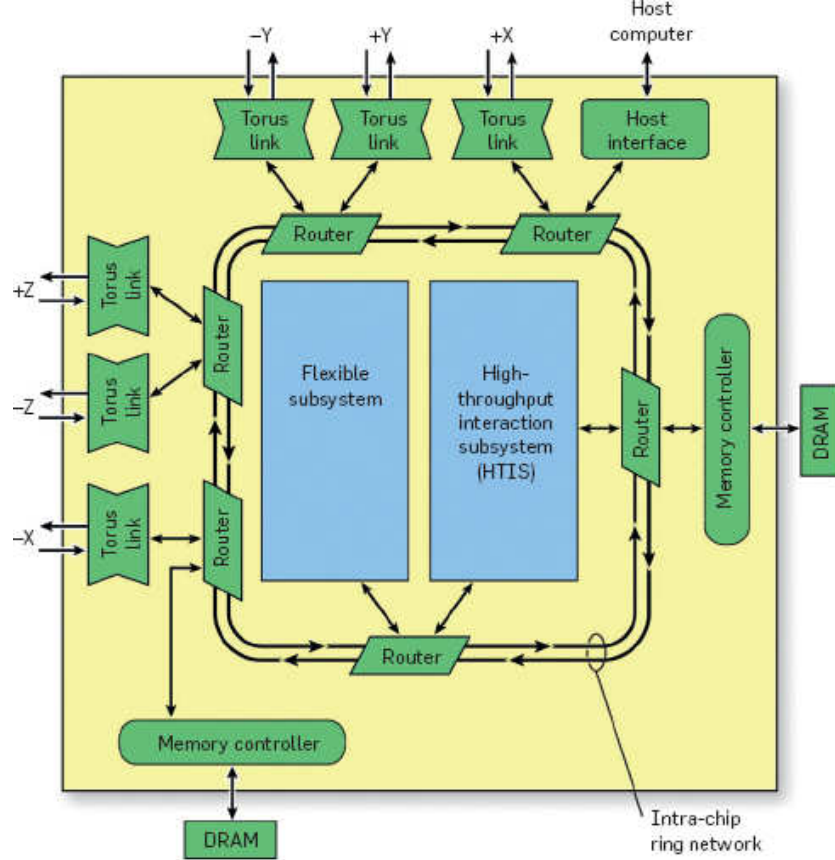 Host
computer
–Y
+Y
+X
Torus
link
Torus
link
Torus
link
Host
interface
Router
Router
+Z
Torus
link
Router
–Z
Torus
link
Flexible
subsystem
High-
throughput
interaction
subsystem
(HTIS)
Router
Memory controller
DRAM
–X
Torus
link
Router
Router
Memory controller
DRAM
Intra-chip
ring network